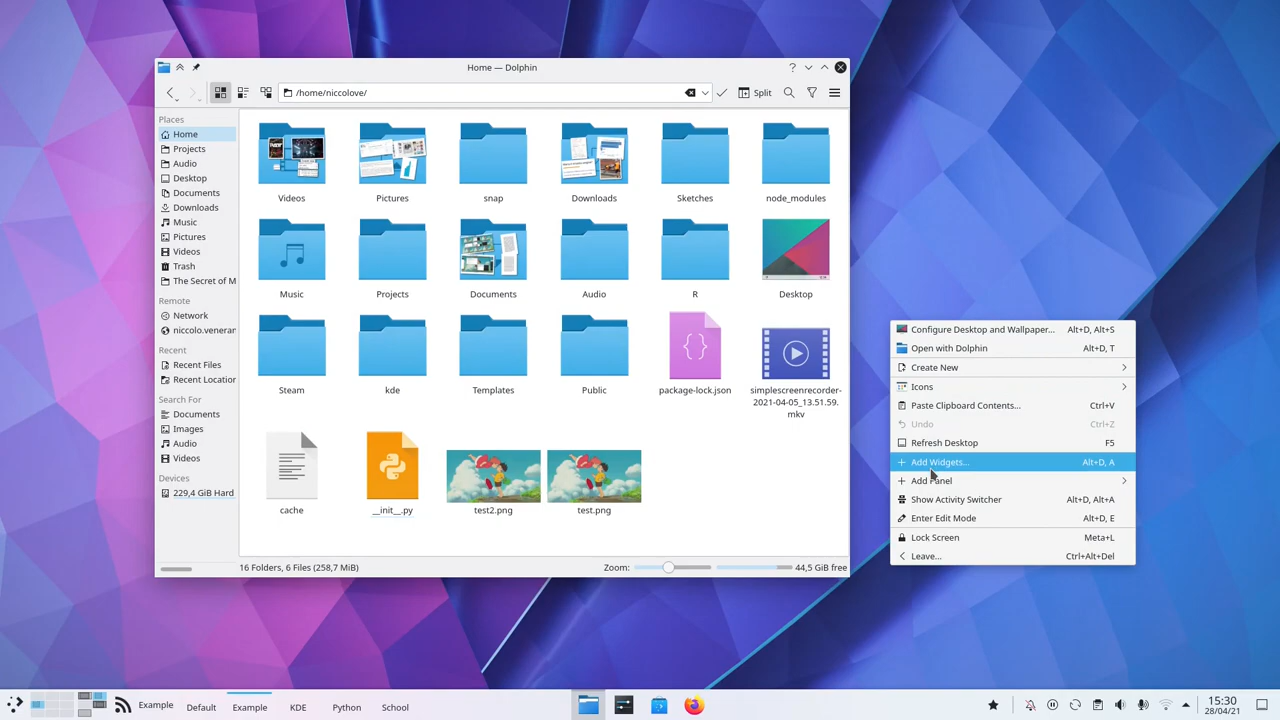 Home — Dolphin
/home/niccolove/
Split
Places
Home
Projects
Audio
Desktop
Documents
Downloads
Music
Pictures
Videos
Trash
The Secret of M
Remote
Network
niccolo.veneran
Recent
Recent Files
Recent Location
Search For
Documents
Images
Audio
Videos
Devices
229,4 GiB Hard
Videos
Pictures
snap
Downloads
Sketches
node_modules
Music
Projects
Documents
Audio
R
Desktop
Steam
kde
Templates
Public
package-lock.json
simplescreenrecorder-
2021-04-05_13.51.59.
mkv
cache
__init__.py
test2.png
test.png
16 Folders, 6 Files (258,7 MiB)
Zoom:
44,5 GiB free
Configure Desktop and Wallpaper... Alt+D, Alt+S
Open with Dolphin Alt+D, T
Create New
Icons
Paste Clipboard Contents... Ctrl+V
Undo Ctrl+Z
Refresh Desktop F5
Add Widgets... Alt+D, A
Add Panel
Show Activity Switcher Alt+D, Alt+A
Enter Edit Mode Alt+D, E
Lock Screen Meta+L
Leave... Ctrl+Alt+Del
Example
Default
Example
KDE
Python
School
15:30
28/04/21